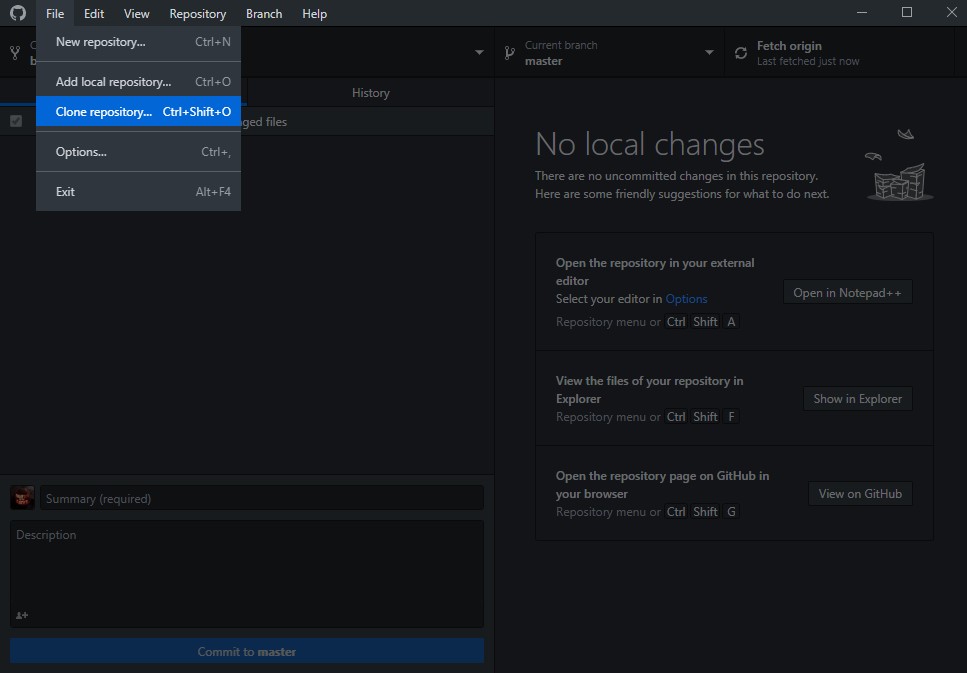 File Edit View Repository Branch Help
New repository... Ctrl+N
Add local repository... Ctrl+O
Clone repository... Ctrl+Shift+O
Options... Ctrl+,
Exit Alt+F4
Current branch
master
Fetch origin
Last fetched just now
History
No local changes
There are no uncommitted changes in this repository.
Here are some friendly suggestions for what to do next.
Open the repository in your external
editor
Select your editor in Options
Repository menu or Ctrl Shift A
Open in Notepad++
View the files of your repository in
Explorer
Repository menu or Ctrl Shift F
Show in Explorer
Open the repository page on GitHub in
your browser
Repository menu or Ctrl Shift G
View on GitHub
files
Summary (required)
Description
Commit to master